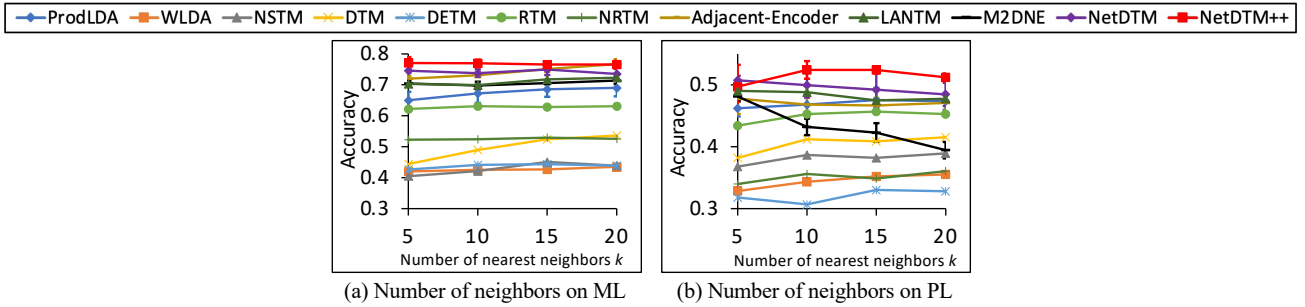 ProdLDA WLDA NSTM DTM DETM RTM NRTM Adjacent-Encoder LANTM M2DNE NetDTM NetDTM++
0.8
0.7
0.6
0.5
0.4
0.3
Accuracy
5 10 15 20
Number of nearest neighbors k
(a) Number of neighbors on ML
0.5
0.4
0.3
Accuracy
5 10 15 20
Number of nearest neighbors k
(b) Number of neighbors on PL